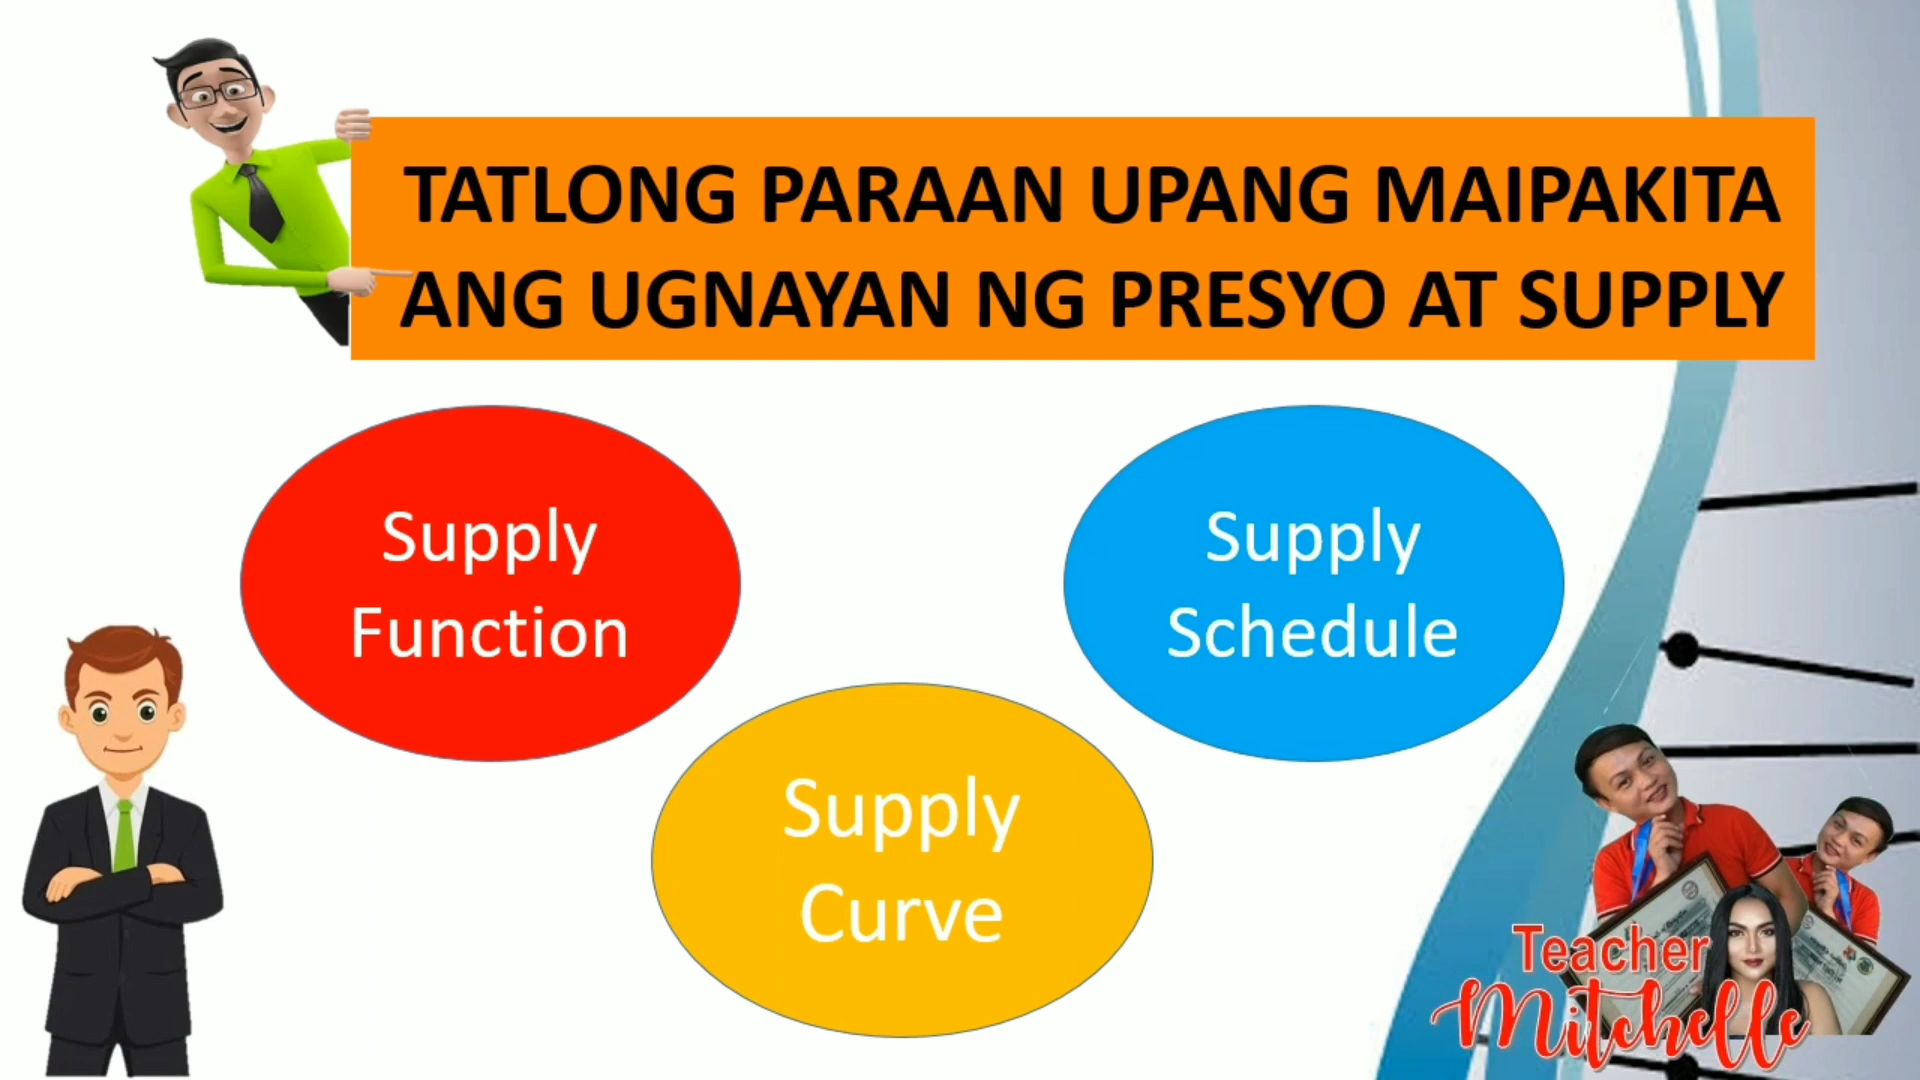 TATLONG PARAAN UPANG MAIPAKITA
ANG UGNAYAN NG PRESYO AT SUPPLY
Supply
Function
Supply
Schedule
Supply
Curve
Teacher
Mitchelle